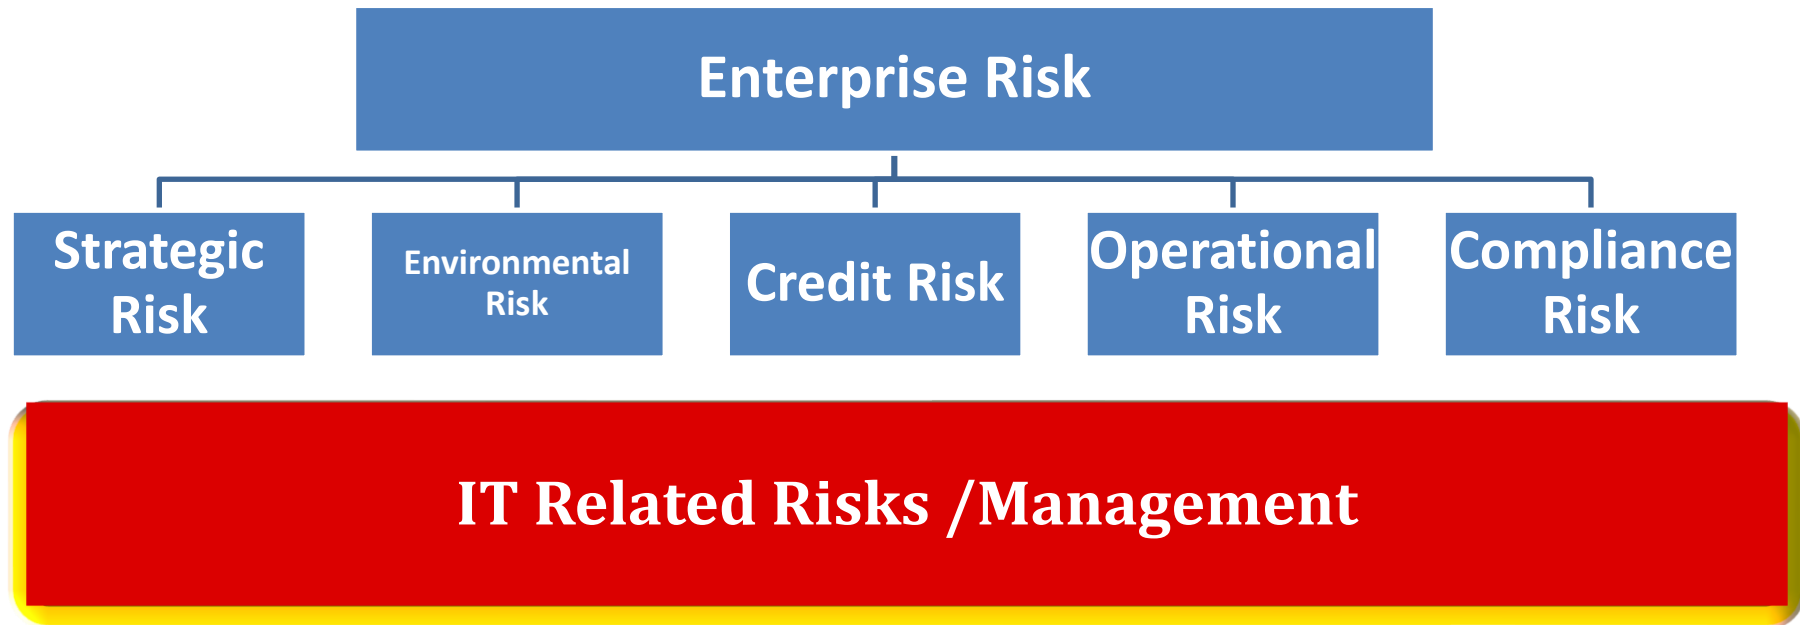 Enterprise Risk
Strategic
Risk
Environmental
Risk
Credit Risk
Operational
Risk
Compliance
Risk
IT Related Risks /Management